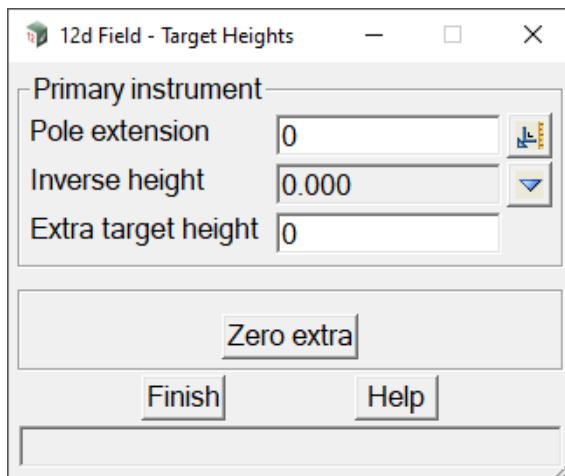 12d Field - Target Heights
Primary instrument
Pole extension 0
Inverse height 0.000
Extra target height 0
Zero extra
Finish Help